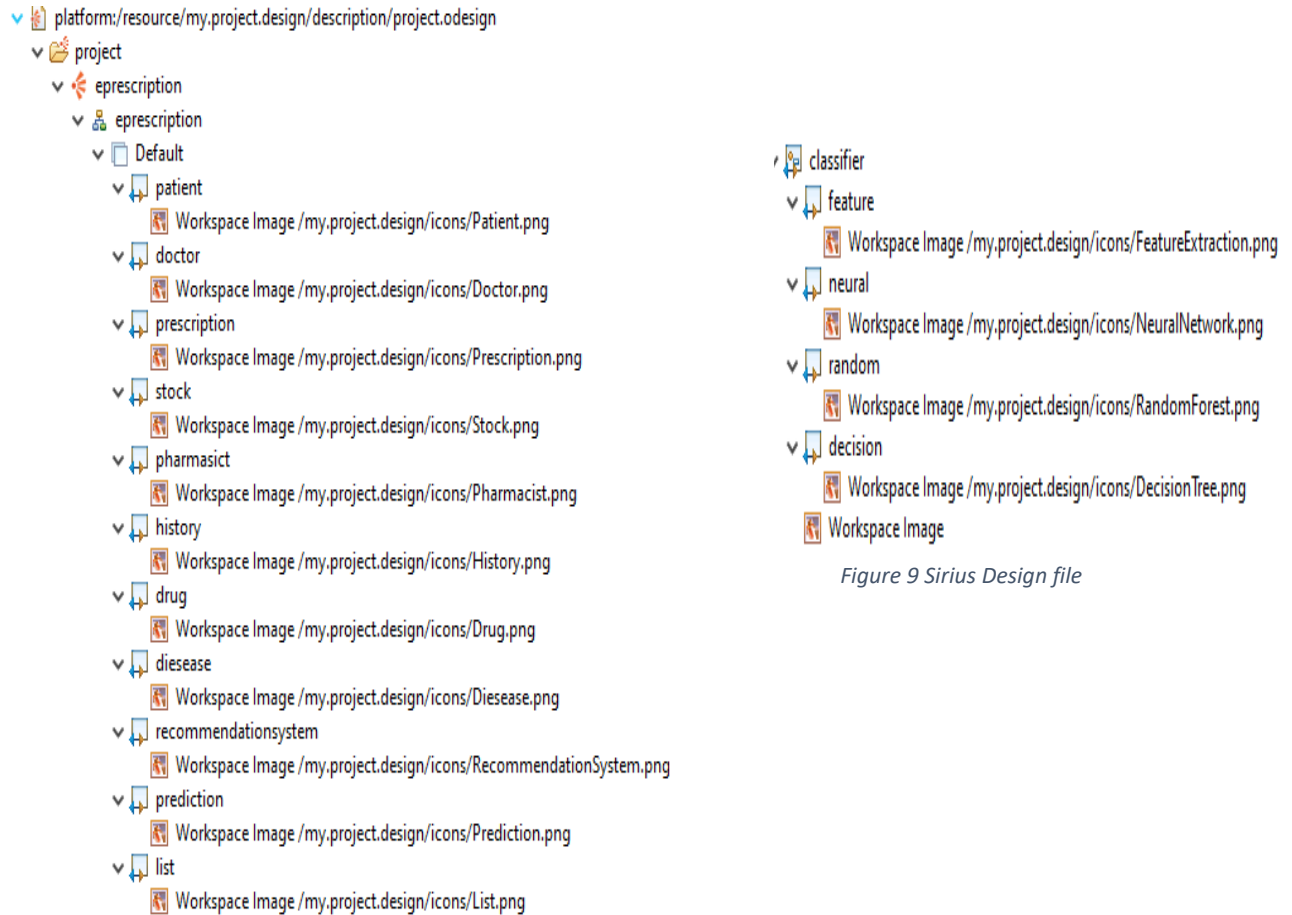 platform:/resource/my.project.design/description/project.odesign
project
eprescription
eprescription
Default
patient
Workspace Image /my.project.design/icons/Patient.png
doctor
Workspace Image /my.project.design/icons/Doctor.png
prescription
Workspace Image /my.project.design/icons/Prescription.png
stock
Workspace Image /my.project.design/icons/Stock.png
pharmasict
Workspace Image /my.project.design/icons/Pharmacist.png
history
Workspace Image /my.project.design/icons/History.png
drug
Workspace Image /my.project.design/icons/Drug.png
diesease
Workspace Image /my.project.design/icons/Diesease.png
recommendationsystem
Workspace Image /my.project.design/icons/RecommendationSystem.png
prediction
Workspace Image /my.project.design/icons/Prediction.png
list
Workspace Image /my.project.design/icons/List.png
classifier
feature
Workspace Image /my.project.design/icons/FeatureExtraction.png
neural
Workspace Image /my.project.design/icons/NeuralNetwork.png
random
Workspace Image /my.project.design/icons/RandomForest.png
decision
Workspace Image /my.project.design/icons/DecisionTree.png
Workspace Image
Figure 9 Sirius Design file